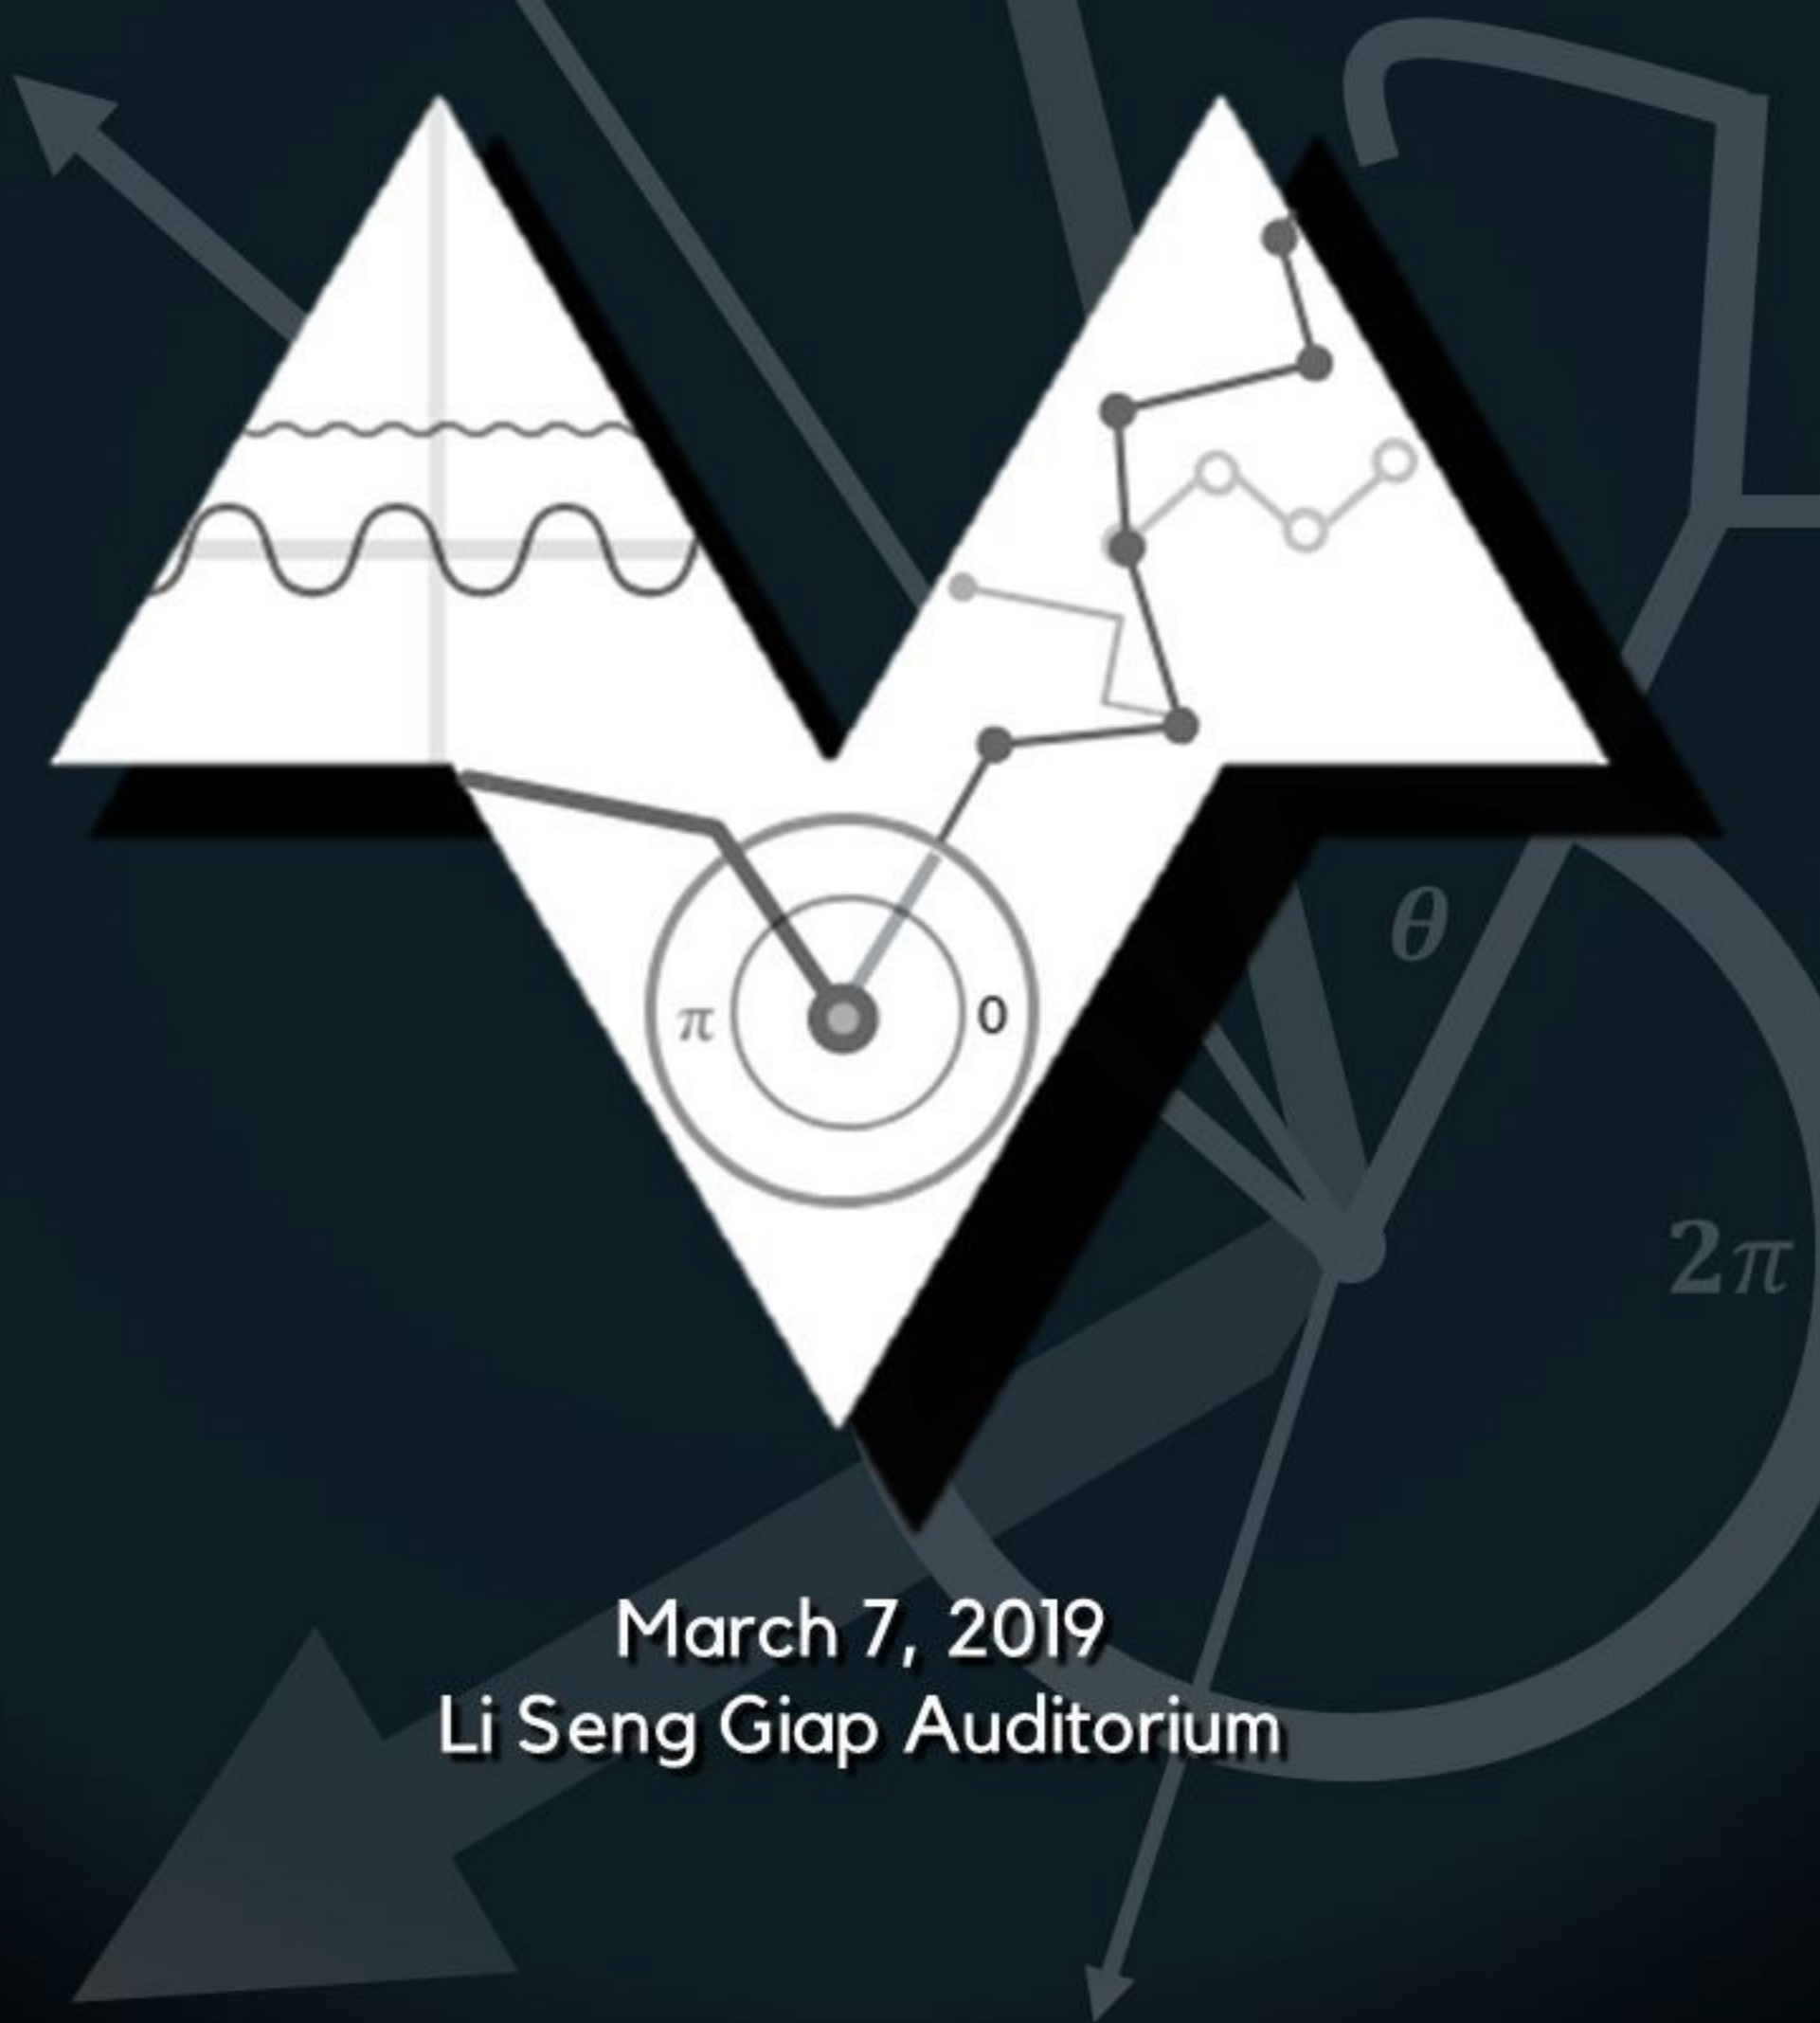 π 0
θ
2π
March 7, 2019
Li Seng Giap Auditorium